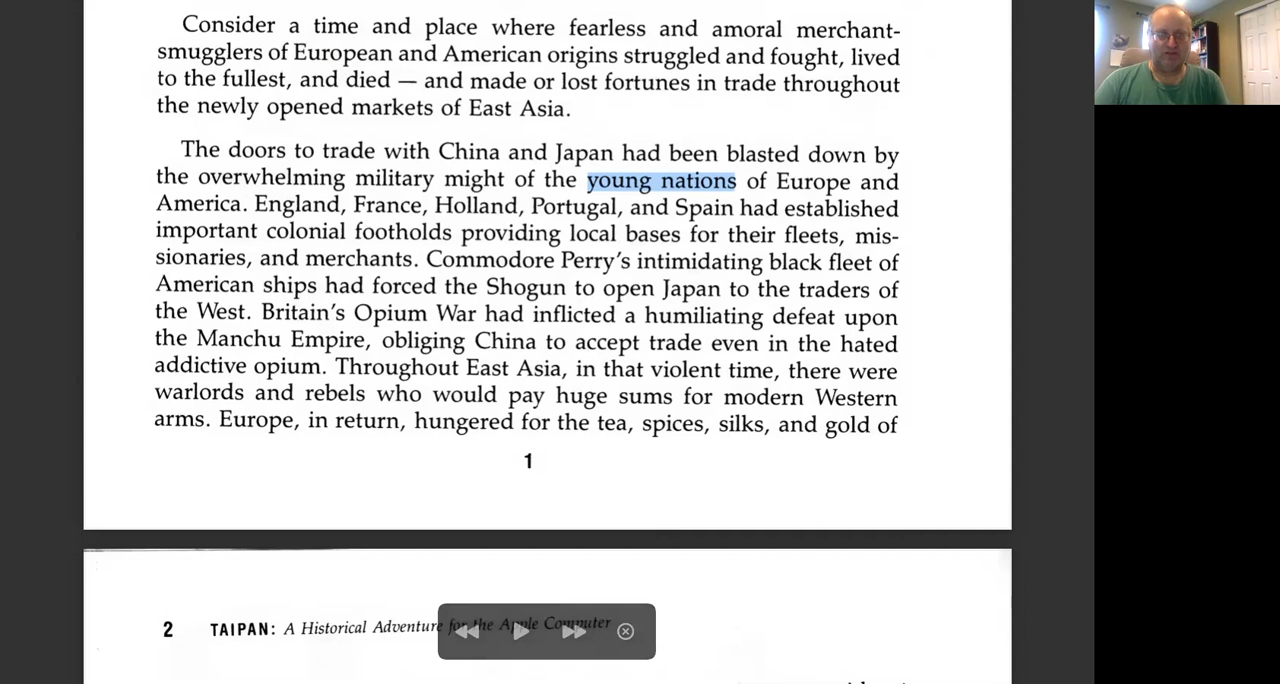 Consider a time and place where fearless and amoral merchant-
smugglers of European and American origins struggled and fought, lived
to the fullest, and died — and made or lost fortunes in trade throughout
the newly opened markets of East Asia.
The doors to trade with China and Japan had been blasted down by
the overwhelming military might of the young nations of Europe and
America. England, France, Holland, Portugal, and Spain had established
important colonial footholds providing local bases for their fleets, mis-
sionaries, and merchants. Commodore Perry's intimidating black fleet of
American ships had forced the Shogun to open Japan to the traders of
the West. Britain's Opium War had inflicted a humiliating defeat upon
the Manchu Empire, obliging China to accept trade even in the hated
addictive opium. Throughout East Asia, in that violent time, there were
warlords and rebels who would pay huge sums for modern Western
arms. Europe, in return, hungered for the tea, spices, silks, and gold of
1
2 TAIPAN: A Historical Adventure for the Apple Computer